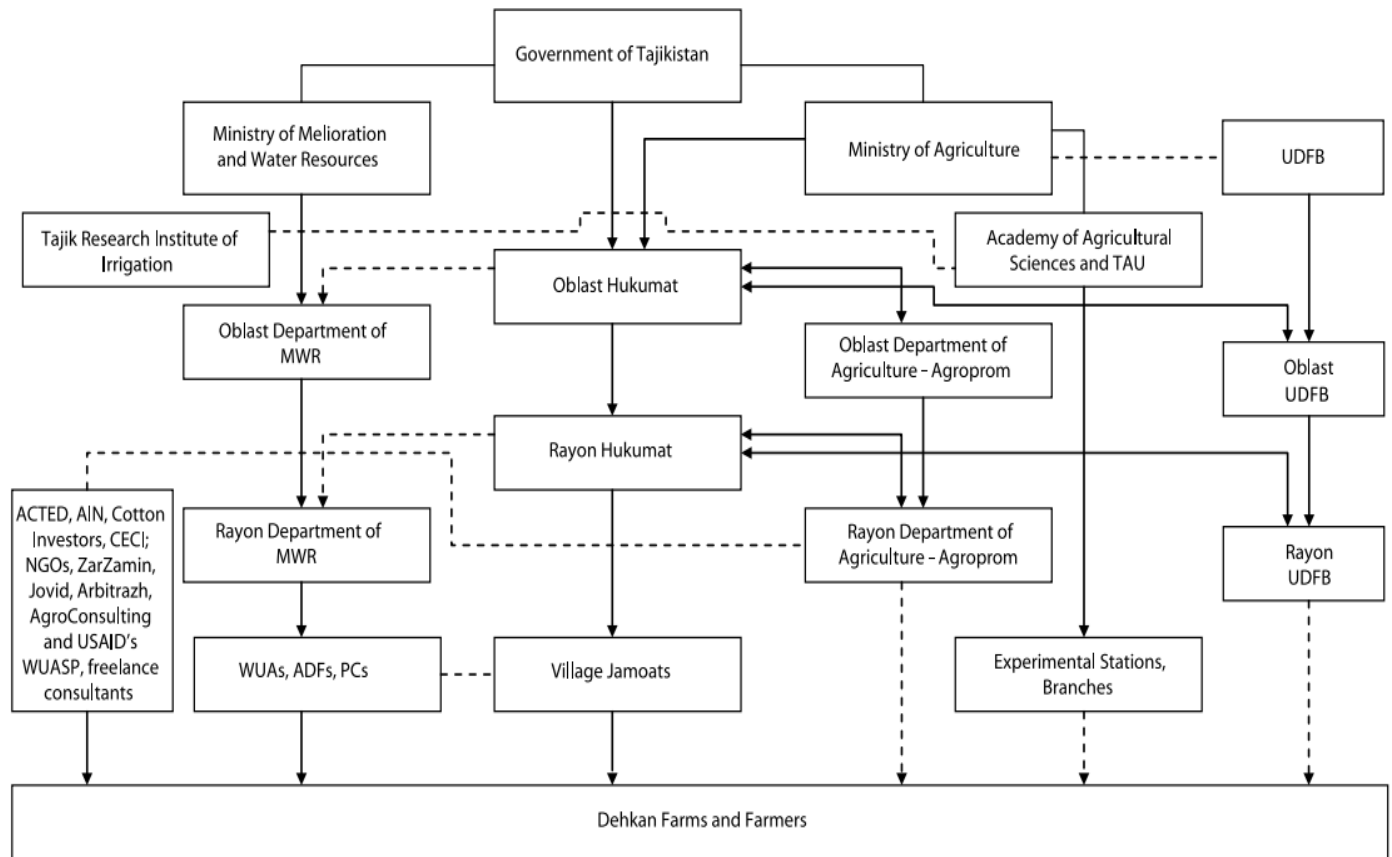 Government of Tajikistan
Ministry of Melioration
and Water Resources
Ministry of Agriculture
UDFB
Tajik Research Institute of
Irrigation
Academy of Agricultural
Sciences and TAU
Oblast Hukumat
Oblast Department of
MWR
Oblast Department of
Agriculture – Agroprom
Oblast
UDFB
Rayon Hukumat
ACTED, AIN, Cotton
Investors, CECI;
NGOs, ZarZamin,
Jovid, Arbitrazh,
AgroConsulting
and USAID's
WUASP, freelance
consultants
Rayon Department of
MWR
Rayon Department of
Agriculture – Agroprom
Rayon
UDFB
WUAs, ADFs, PCs
Village Jamoats
Experimental Stations,
Branches
Dehkan Farms and Farmers